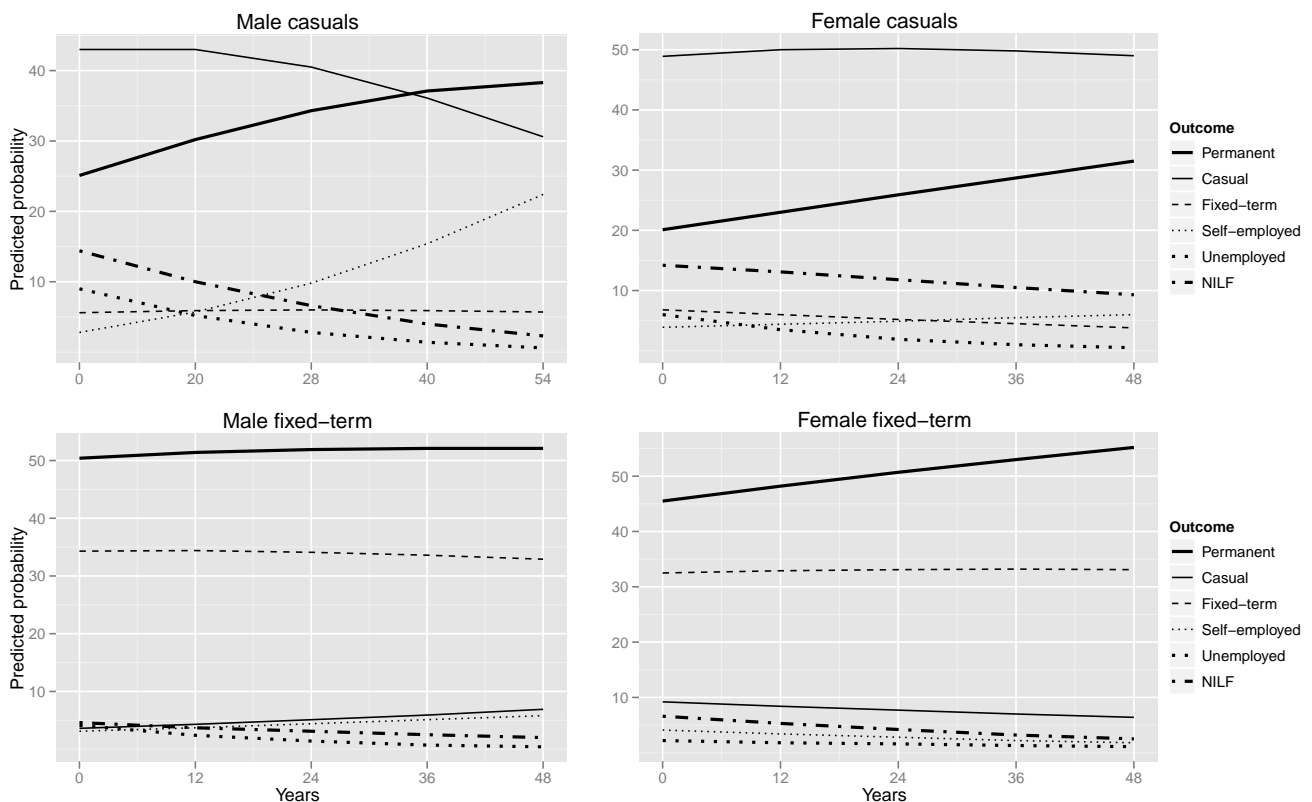 Male casuals
Female casuals
Predicted probability
40
30
20
10
0 20 28 40 54
50
40
30
20
10
0 12 24 36 48
Outcome
Permanent
Casual
Fixed−term
Self−employed
Unemployed
NILF
Male fixed−term
Female fixed−term
Predicted probability
50
40
30
20
10
0 12 24 36 48
Years
50
40
30
20
10
0 12 24 36 48
Years
Outcome
Permanent
Casual
Fixed−term
Self−employed
Unemployed
NILF